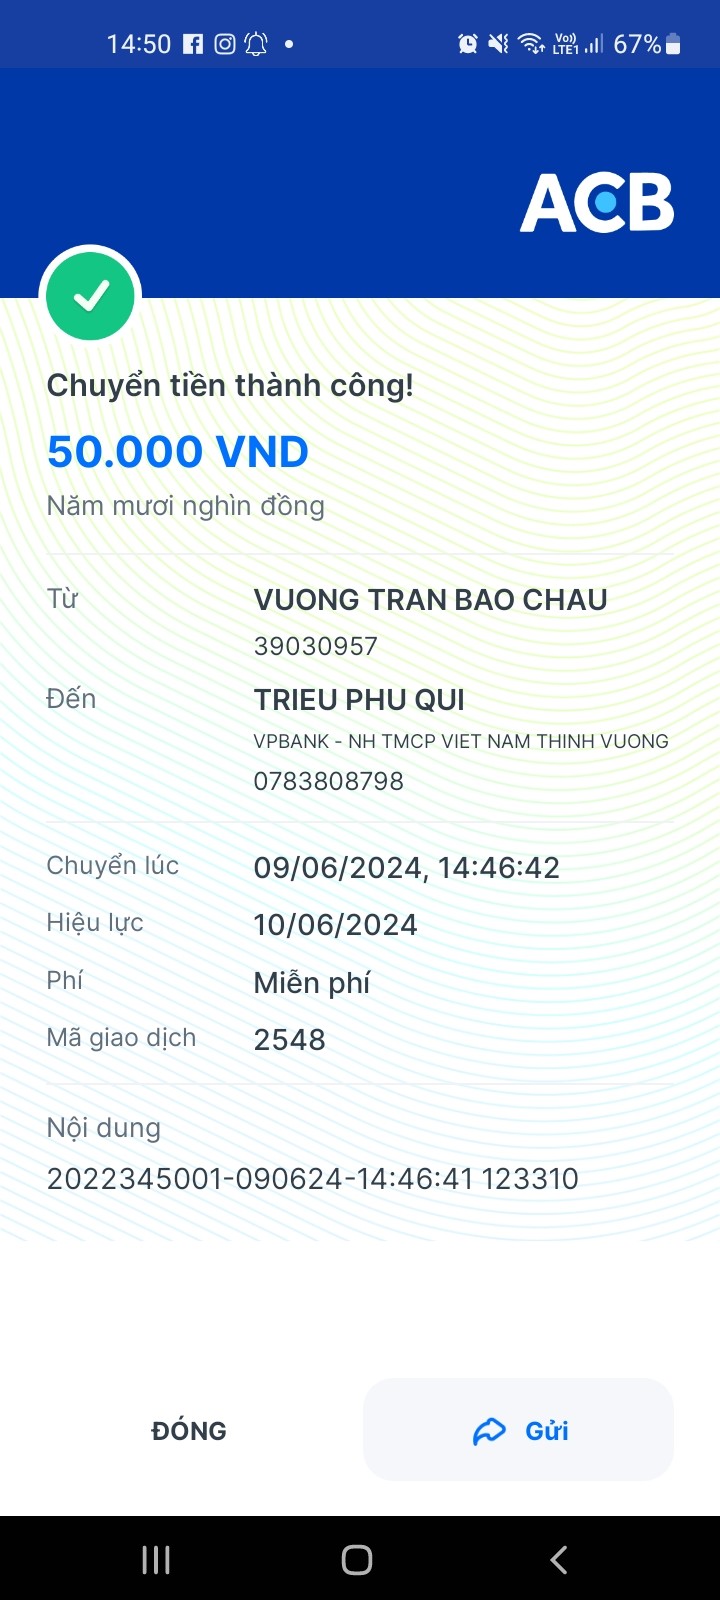 14:50
Vo) LTE1 67%
ACB
Chuyển tiền thành công!
50.000 VND
Năm mươi nghìn đồng
Từ
VUONG TRAN BAO CHAU
39030957
Đến
TRIEU PHU QUI
VPBANK - NH TMCP VIET NAM THINH VUONG
0783808798
Chuyển lúc
09/06/2024, 14:46:42
Hiệu lực
10/06/2024
Phí
Miễn phí
Mã giao dịch
2548
Nội dung
2022345001-090624-14:46:41 123310
ĐÓNG
Gửi